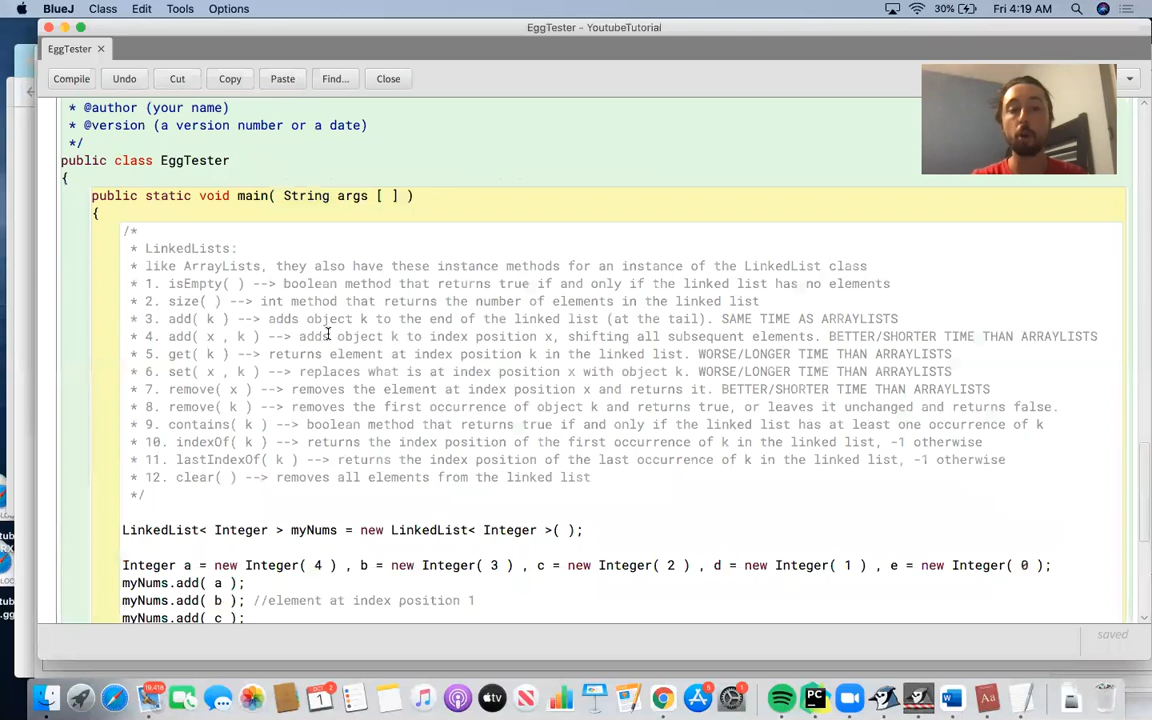 BlueJ Class Edit Tools Options 30% Fri 4:19 AM
EggTester - YoutubeTutorial
EggTester ×
Compile Undo Cut Copy Paste Find... Close
* @author (your name)
* @version (a version number or a date)
*/
public class EggTester
{
public static void main( String args [ ] )
{
/*
* LinkedLists:
* like ArrayLists, they also have these instance methods for an instance of the LinkedList class
* 1. isEmpty( ) --> boolean method that returns true if and only if the linked list has no elements
* 2. size( ) --> int method that returns the number of elements in the linked list
* 3. add( k ) --> adds object k to the end of the linked list (at the tail). SAME TIME AS ARRAYLISTS
* 4. add( x , k ) --> adds object k to index position x, shifting all subsequent elements. BETTER/SHORTER TIME THAN ARRAYLISTS
* 5. get( k ) --> returns element at index position k in the linked list. WORSE/LONGER TIME THAN ARRAYLISTS
* 6. set( x , k ) --> replaces what is at index position x with object k. WORSE/LONGER TIME THAN ARRAYLISTS
* 7. remove( x ) --> removes the element at index position x and returns it. BETTER/SHORTER TIME THAN ARRAYLISTS
* 8. remove( k ) --> removes the first occurrence of object k and returns true, or leaves it unchanged and returns false.
* 9. contains( k ) --> boolean method that returns true if and only if the linked list has at least one occurrence of k
* 10. indexOf( k ) --> returns the index position of the first occurrence of k in the linked list, -1 otherwise
* 11. lastIndexOf( k ) --> returns the index position of the last occurrence of k in the linked list, -1 otherwise
* 12. clear( ) --> removes all elements from the linked list
*/
LinkedList< Integer > myNums = new LinkedList< Integer >( );
Integer a = new Integer( 4 ) , b = new Integer( 3 ) , c = new Integer( 2 ) , d = new Integer( 1 ) , e = new Integer( 0 );
myNums.add( a );
myNums.add( b ); //element at index position 1
myNums.add( c );
saved